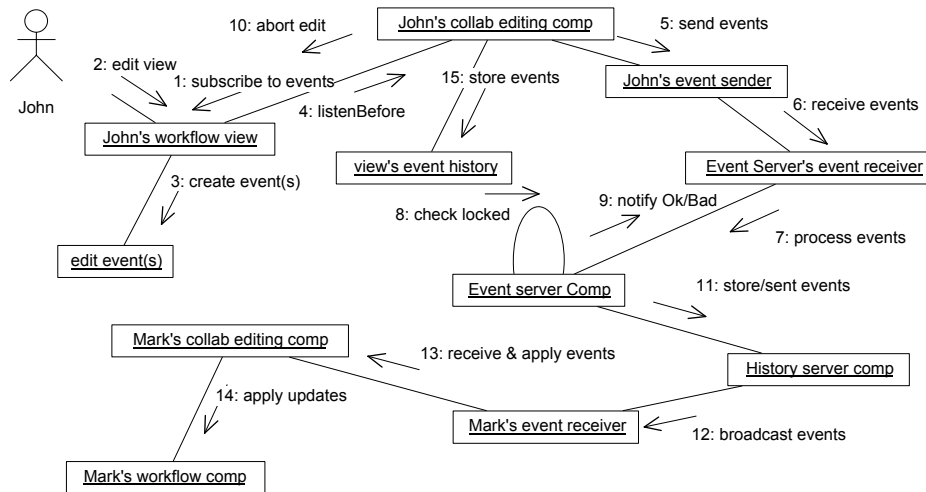 John's collab editing comp
10: abort edit
5: send events
2: edit view
1: subscribe to events
15: store events
John's event sender
John
4: listenBefore
6: receive events
John's workflow view
view's event history
Event Server's event receiver
3: create event(s)
8: check locked
9: notify Ok/Bad
7: process events
edit event(s)
Event server Comp
11: store/sent events
Mark's collab editing comp
13: receive & apply events
History server comp
14: apply updates
Mark's event receiver
12: broadcast events
Mark's workflow comp